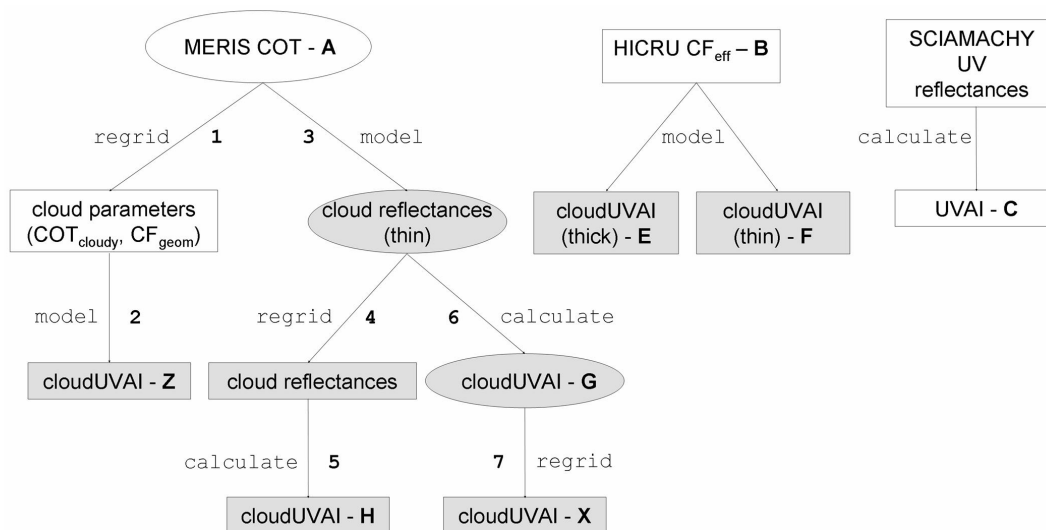 MERIS COT - A
HICRU CFeff – B
SCIAMACHY
UV
reflectances
regrid 1
3 model
model
calculate
cloud parameters
(COTcloudy, CFgeom)
cloud reflectances
(thin)
cloudUVAI
(thick) - E
cloudUVAI
(thin) - F
UVAI - C
model 2
regrid 4
6 calculate
cloudUVAI - Z
cloud reflectances
cloudUVAI - G
calculate 5
7 regrid
cloudUVAI - H
cloudUVAI - X